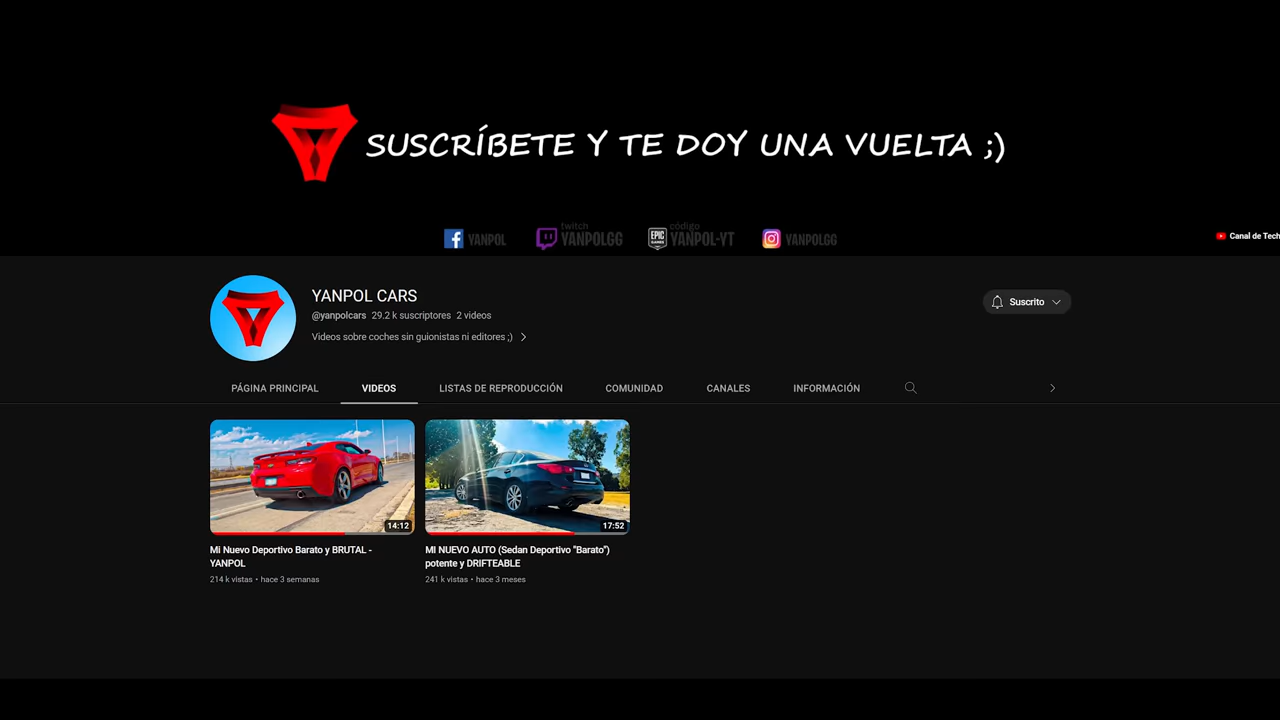 SUSCRÍBETE Y TE DOY UNA VUELTA ;)
twitch
código
YANPOL
YANPOLGG
EPIC GAMES
YANPOL-YT
YANPOLGG
Canal de Tech
YANPOL CARS
@yanpolcars 29.2 k suscriptores 2 videos
Suscrito
Videos sobre coches sin guionistas ni editores ;)
PÁGINA PRINCIPAL VIDEOS LISTAS DE REPRODUCCIÓN COMUNIDAD CANALES INFORMACIÓN
14:12
17:52
Mi Nuevo Deportivo Barato y BRUTAL -
YANPOL
214 k vistas • hace 3 semanas
MI NUEVO AUTO (Sedan Deportivo "Barato")
potente y DRIFTEABLE
241 k vistas • hace 3 meses